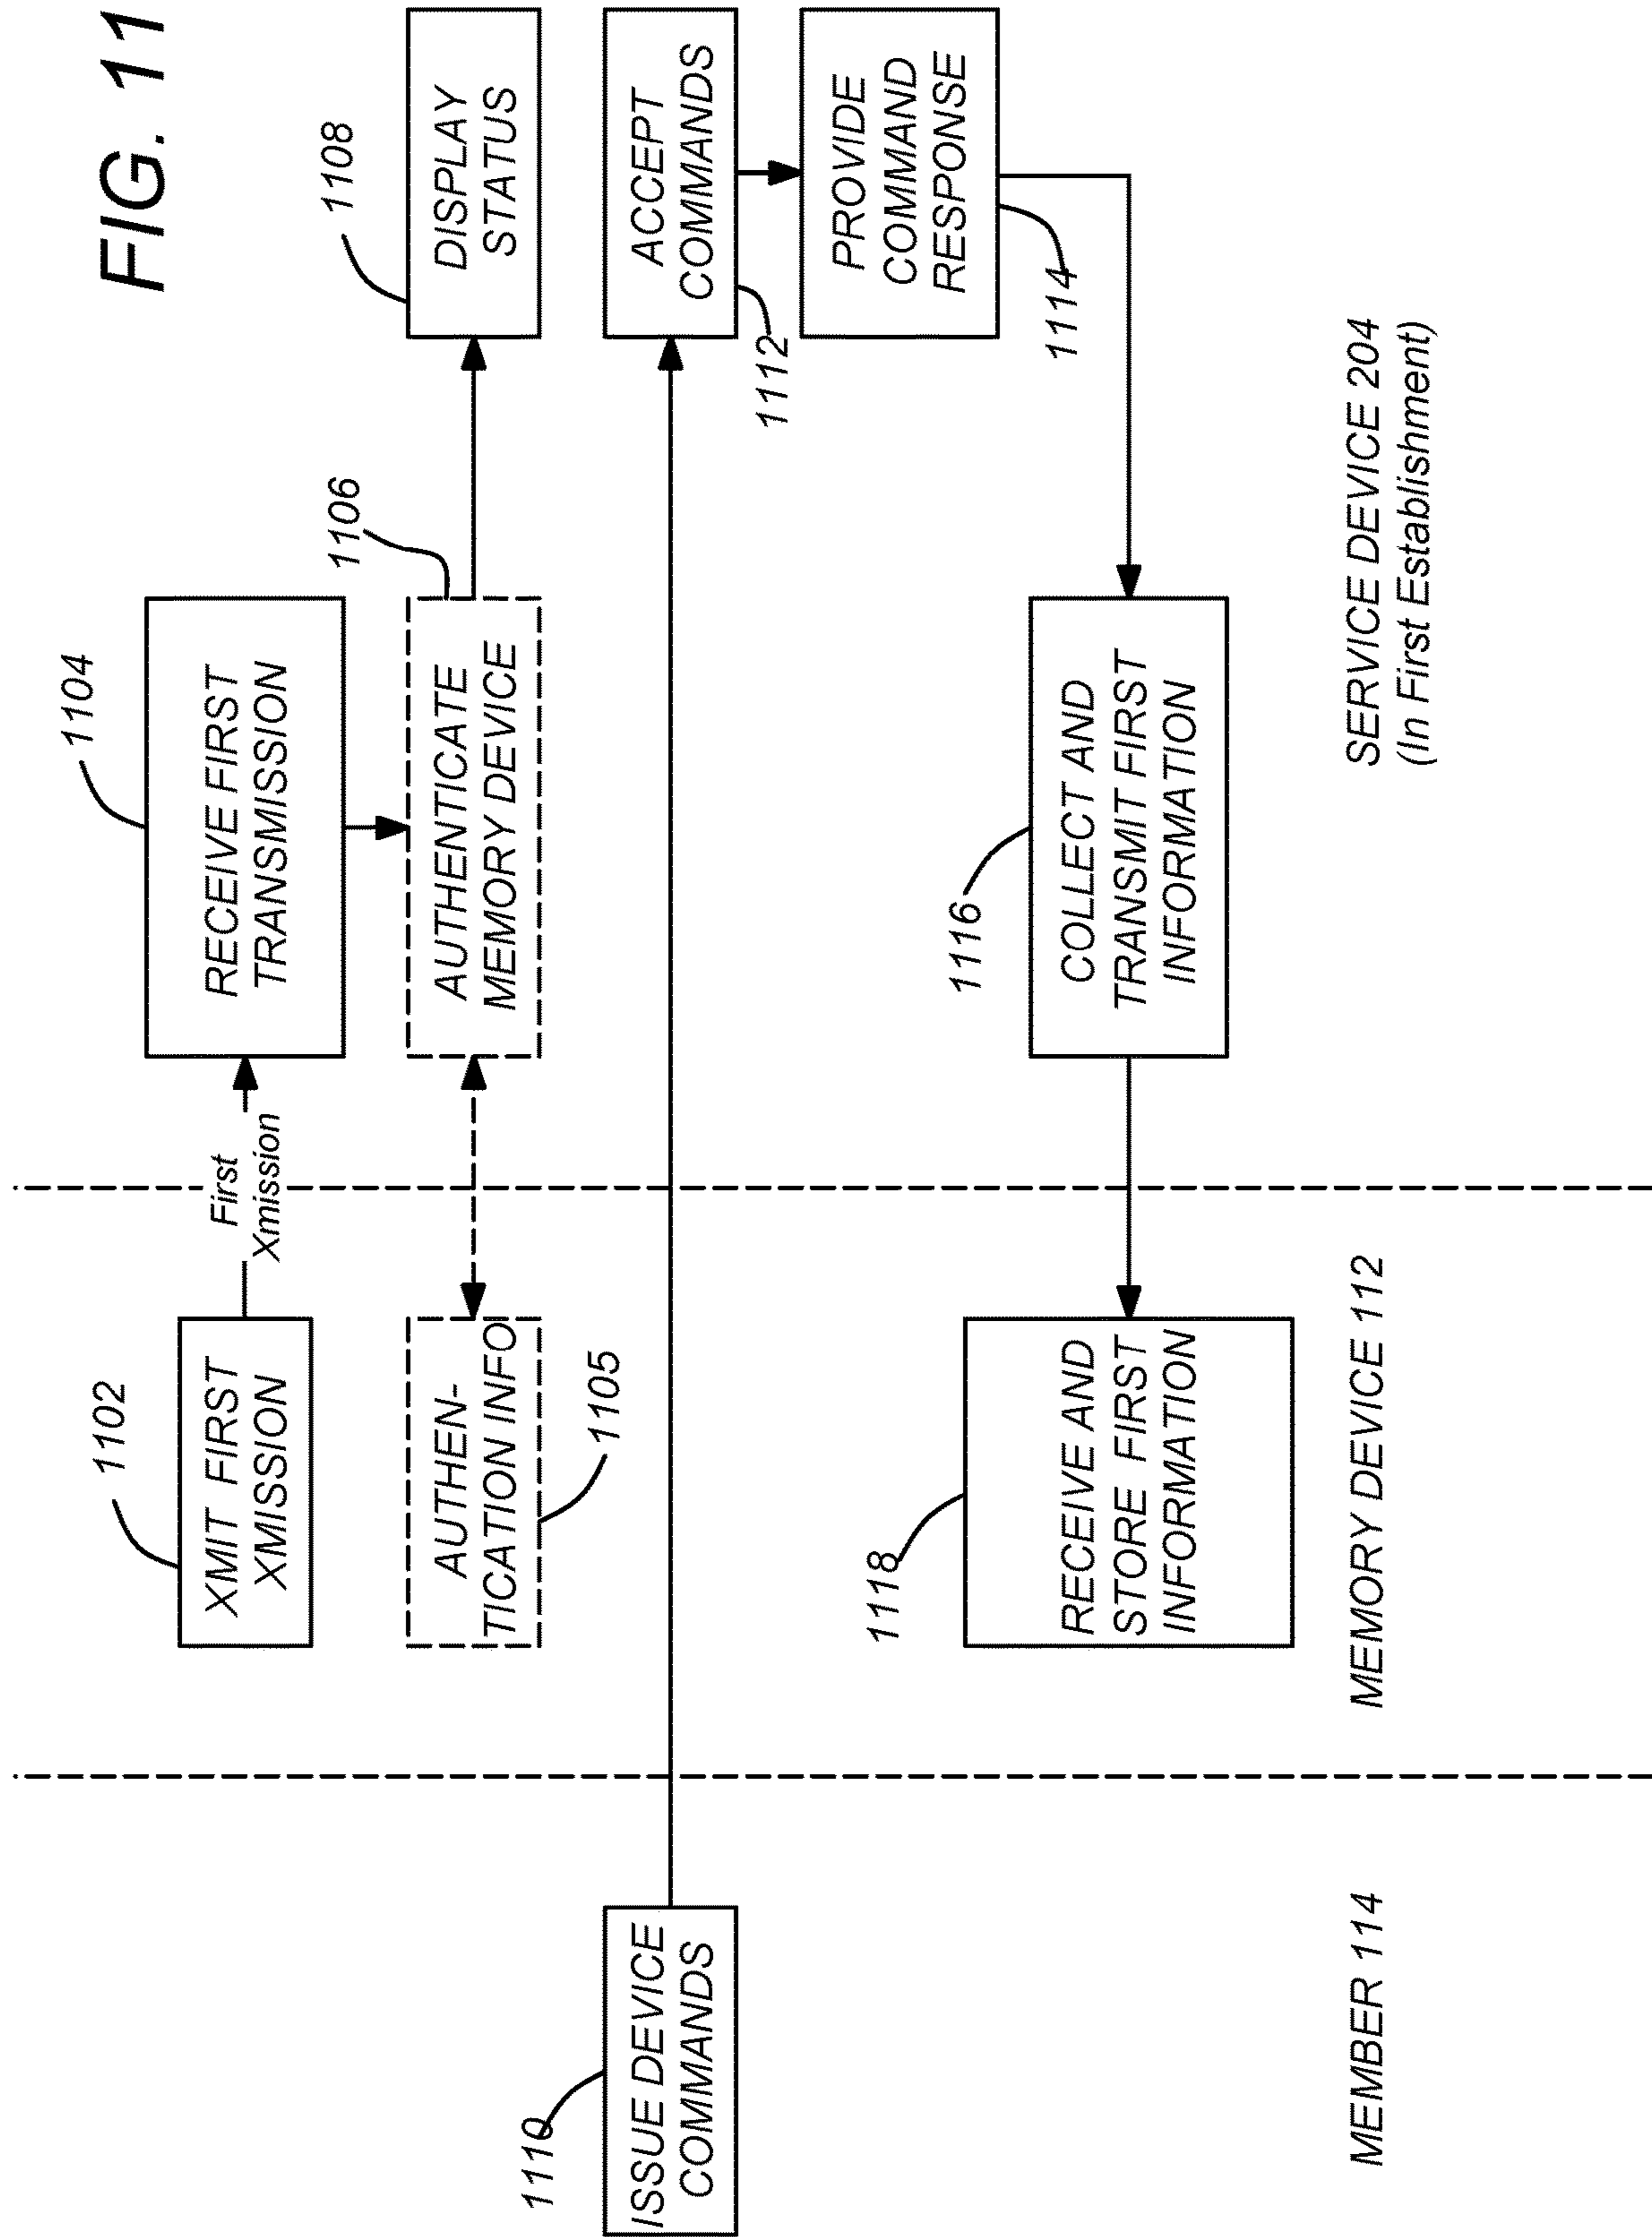 FIG. 11
1102
XMIT FIRST
XMISSION
First
Xmission
1104
RECEIVE FIRST
TRANSMISSION
AUTHEN-
TICATION INFO
1105
1106
AUTHENTICATE
MEMORY DEVICE
1108
DISPLAY
STATUS
1110
ISSUE DEVICE
COMMANDS
ACCEPT
COMMANDS
1112
PROVIDE
COMMAND
RESPONSE
1114
1116
COLLECT AND
TRANSMIT FIRST
INFORMATION
1118
RECEIVE AND
STORE FIRST
INFORMATION
MEMBER 114
MEMORY DEVICE 112
SERVICE DEVICE 204
(In First Establishment)